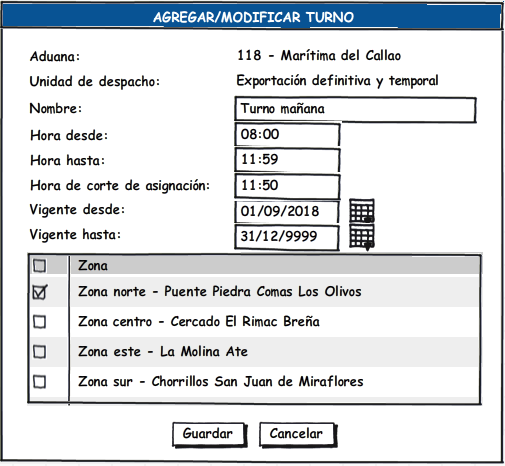 AGREGAR/MODIFICAR TURNO
Aduana: 118 - Marítima del Callao
Unidad de despacho: Exportación definitiva y temporal
Nombre: Turno mañana
Hora desde: 08:00
Hora hasta: 11:59
Hora de corte de asignación: 11:50
Vigente desde: 01/09/2018
Vigente hasta: 31/12/9999
Zona
Zona norte - Puente Piedra Comas Los Olivos
Zona centro - Cercado El Rimac Breña
Zona este - La Molina Ate
Zona sur - Chorrillos San Juan de Miraflores
Guardar Cancelar